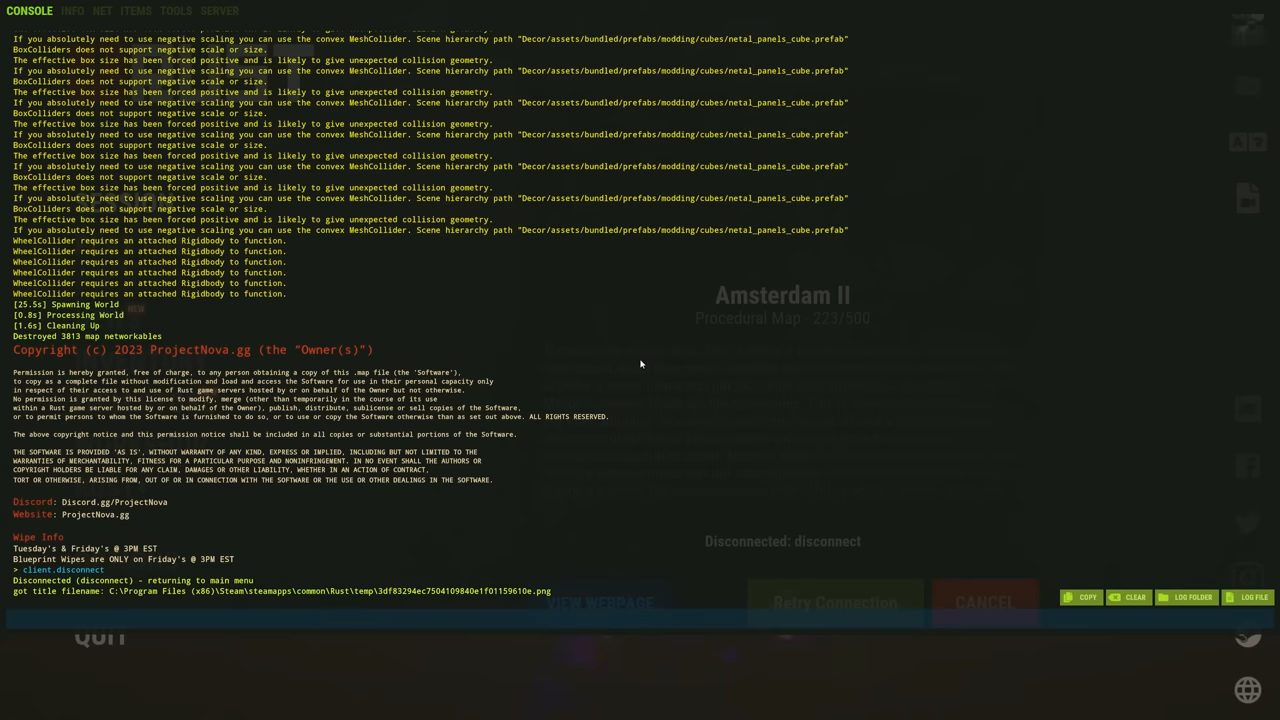 CONSOLE INFO NET ITEMS TOOLS SERVER
If you absolutely need to use negative scaling you can use the convex MeshCollider. Scene hierarchy path "Decor/assets/bundled/prefabs/modding/cubes/netal_panels_cube.prefab"
BoxColliders does not support negative scale or size.
The effective box size has been forced positive and is likely to give unexpected collision geometry.
If you absolutely need to use negative scaling you can use the convex MeshCollider. Scene hierarchy path "Decor/assets/bundled/prefabs/modding/cubes/netal_panels_cube.prefab"
BoxColliders does not support negative scale or size.
The effective box size has been forced positive and is likely to give unexpected collision geometry.
If you absolutely need to use negative scaling you can use the convex MeshCollider. Scene hierarchy path "Decor/assets/bundled/prefabs/modding/cubes/netal_panels_cube.prefab"
BoxColliders does not support negative scale or size.
The effective box size has been forced positive and is likely to give unexpected collision geometry.
If you absolutely need to use negative scaling you can use the convex MeshCollider. Scene hierarchy path "Decor/assets/bundled/prefabs/modding/cubes/netal_panels_cube.prefab"
BoxColliders does not support negative scale or size.
The effective box size has been forced positive and is likely to give unexpected collision geometry.
If you absolutely need to use negative scaling you can use the convex MeshCollider. Scene hierarchy path "Decor/assets/bundled/prefabs/modding/cubes/netal_panels_cube.prefab"
BoxColliders does not support negative scale or size.
The effective box size has been forced positive and is likely to give unexpected collision geometry.
If you absolutely need to use negative scaling you can use the convex MeshCollider. Scene hierarchy path "Decor/assets/bundled/prefabs/modding/cubes/netal_panels_cube.prefab"
BoxColliders does not support negative scale or size.
The effective box size has been forced positive and is likely to give unexpected collision geometry.
If you absolutely need to use negative scaling you can use the convex MeshCollider. Scene hierarchy path "Decor/assets/bundled/prefabs/modding/cubes/netal_panels_cube.prefab"
WheelCollider requires an attached Rigidbody to function.
WheelCollider requires an attached Rigidbody to function.
WheelCollider requires an attached Rigidbody to function.
WheelCollider requires an attached Rigidbody to function.
WheelCollider requires an attached Rigidbody to function.
WheelCollider requires an attached Rigidbody to function.
[25.5s] Spawning World
[0.8s] Processing World
[1.6s] Cleaning Up
Destroyed 3813 map networkables
Copyright (c) 2023 ProjectNova.gg (the "Owner(s)")
Permission is hereby granted, free of charge, to any person obtaining a copy of this .map file (the 'Software'),
to copy as a complete file without modification and load and access the Software for use in their personal capacity only
in respect of their access to and use of Rust game servers hosted by or on behalf of the Owner but not otherwise.
No permission is granted by this license to modify, merge (other than temporarily in the course of its use
within a Rust game server hosted by or on behalf of the Owner), publish, distribute, sublicense or sell copies of the Software,
or to permit persons to whom the Software is furnished to do so, or to use or copy the Software otherwise than as set out above. ALL RIGHTS RESERVED.
The above copyright notice and this permission notice shall be included in all copies or substantial portions of the Software.
THE SOFTWARE IS PROVIDED 'AS IS', WITHOUT WARRANTY OF ANY KIND, EXPRESS OR IMPLIED, INCLUDING BUT NOT LIMITED TO THE
WARRANTIES OF MERCHANTABILITY, FITNESS FOR A PARTICULAR PURPOSE AND NONINFRINGEMENT. IN NO EVENT SHALL THE AUTHORS OR
COPYRIGHT HOLDERS BE LIABLE FOR ANY CLAIM, DAMAGES OR OTHER LIABILITY, WHETHER IN AN ACTION OF CONTRACT,
TORT OR OTHERWISE, ARISING FROM, OUT OF OR IN CONNECTION WITH THE SOFTWARE OR THE USE OR OTHER DEALINGS IN THE SOFTWARE.
Discord: Discord.gg/ProjectNova
Website: ProjectNova.gg
Wipe Info
Tuesday's & Friday's @ 3PM EST
Blueprint Wipes are ONLY on Friday's @ 3PM EST
> client.disconnect
Disconnected (disconnect) - returning to main menu
got title filename: C:\Program Files (x86)\Steam\steamapps\common\Rust\temp\3df83294ec7504109840e1f01159610e.png
COPY CLEAR LOG FOLDER LOG FILE
Amsterdam II
Procedural Map - 223/500
Disconnected: disconnect
VIEW WEBPAGE Retry Connection CANCEL
QUIT
NEW